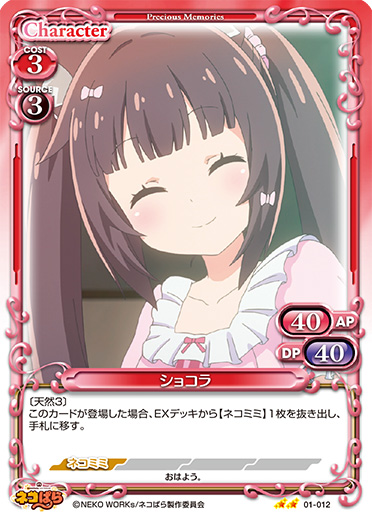 Precious Memories
Character
COST
3
SOURCE
3
40 AP
DP 40
ショコラ
〔天然3〕
このカードが登場した場合、EXデッキから【ネコミミ】1枚を抜き出し、
手札に移す。
ネコミミ
おはよう。
ネコぱら
©NEKO WORKs/ネコぱら製作委員会
01-012